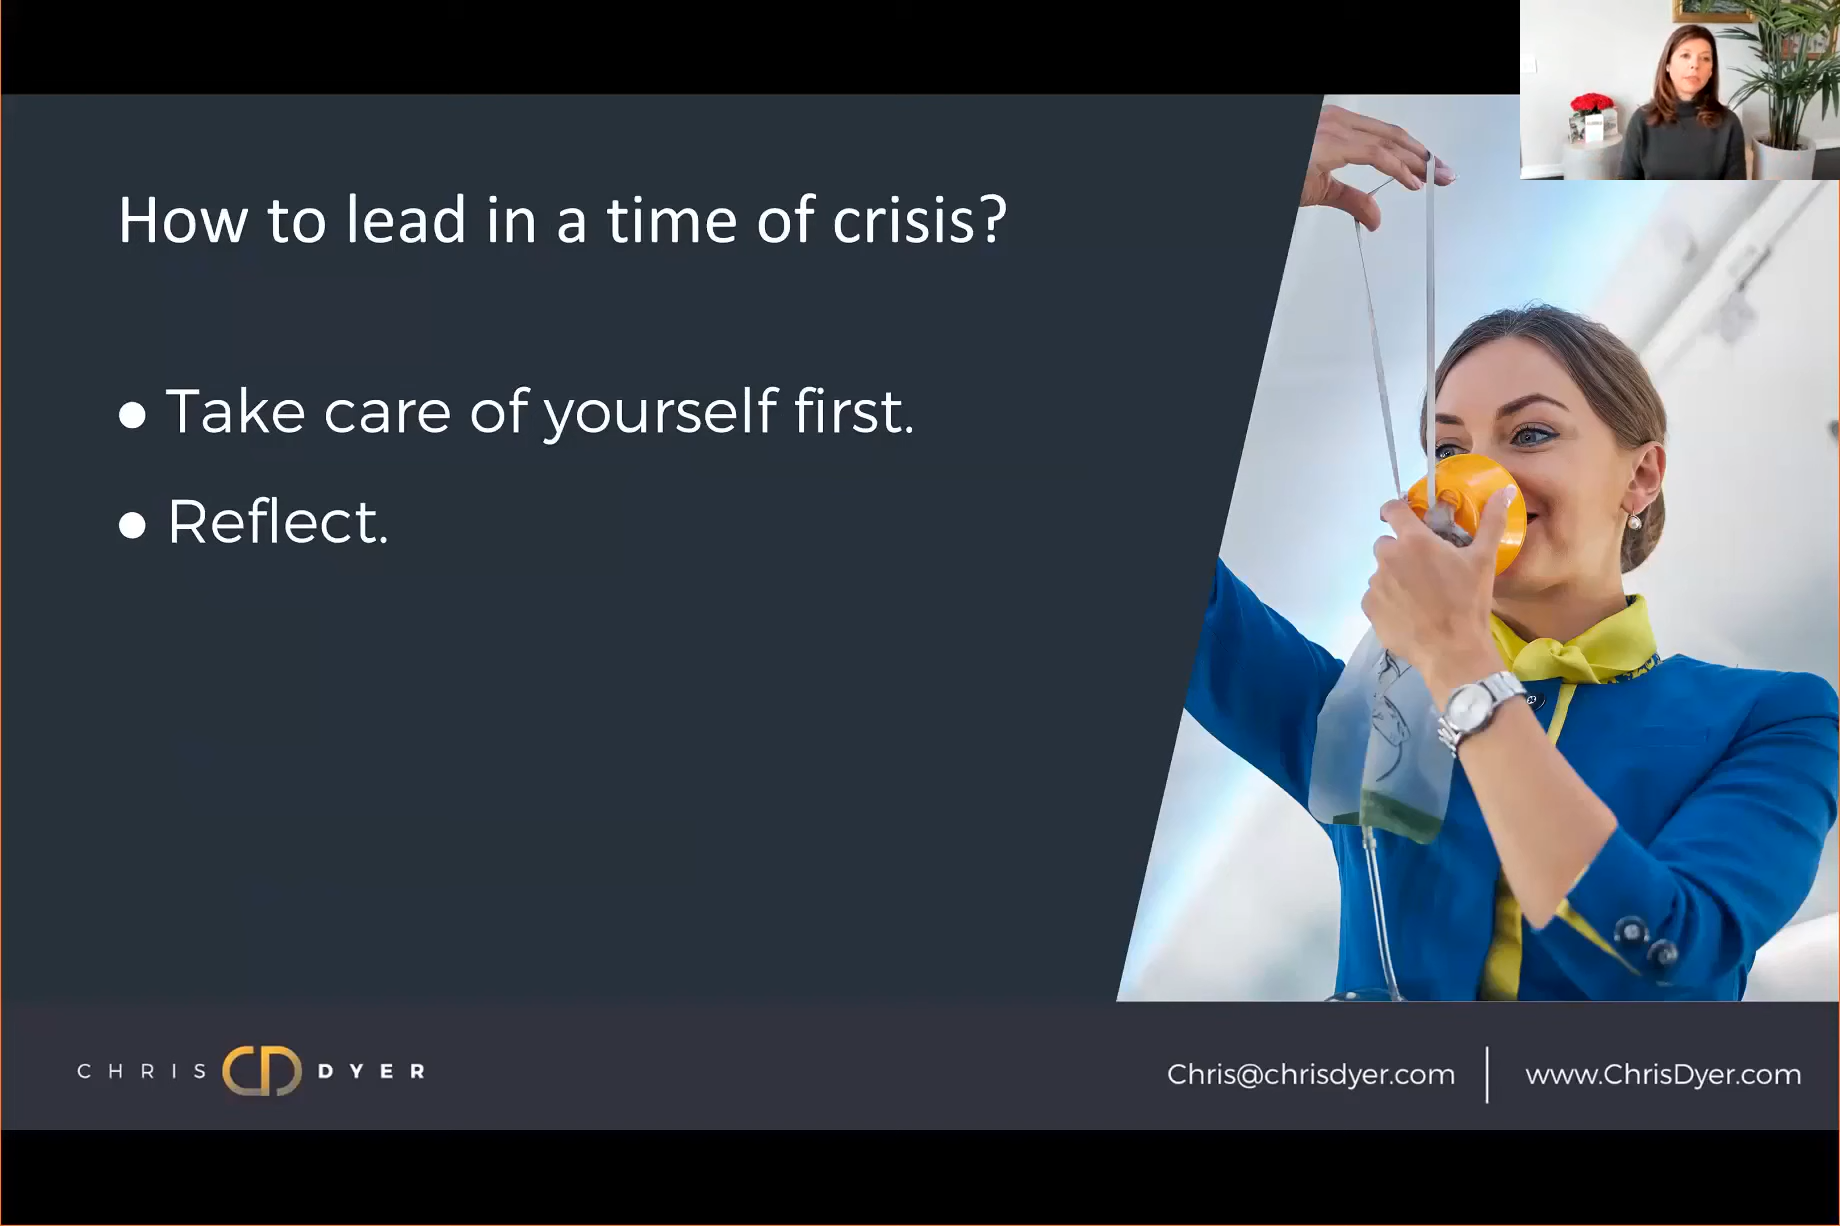 How to lead in a time of crisis?
● Take care of yourself first.
● Reflect.
CHRIS CD DYER
Chris@chrisdyer.com | www.ChrisDyer.com